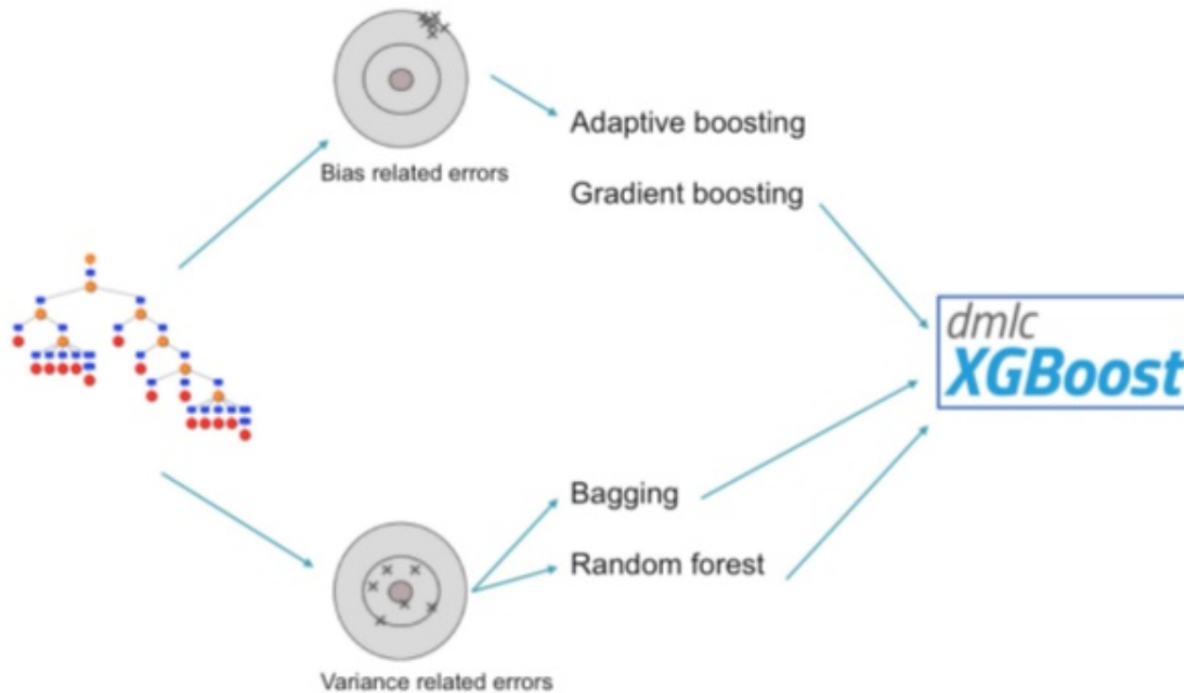 Bias related errors
Adaptive boosting
Gradient boosting
dmlc
XGBoost
Bagging
Random forest
Variance related errors